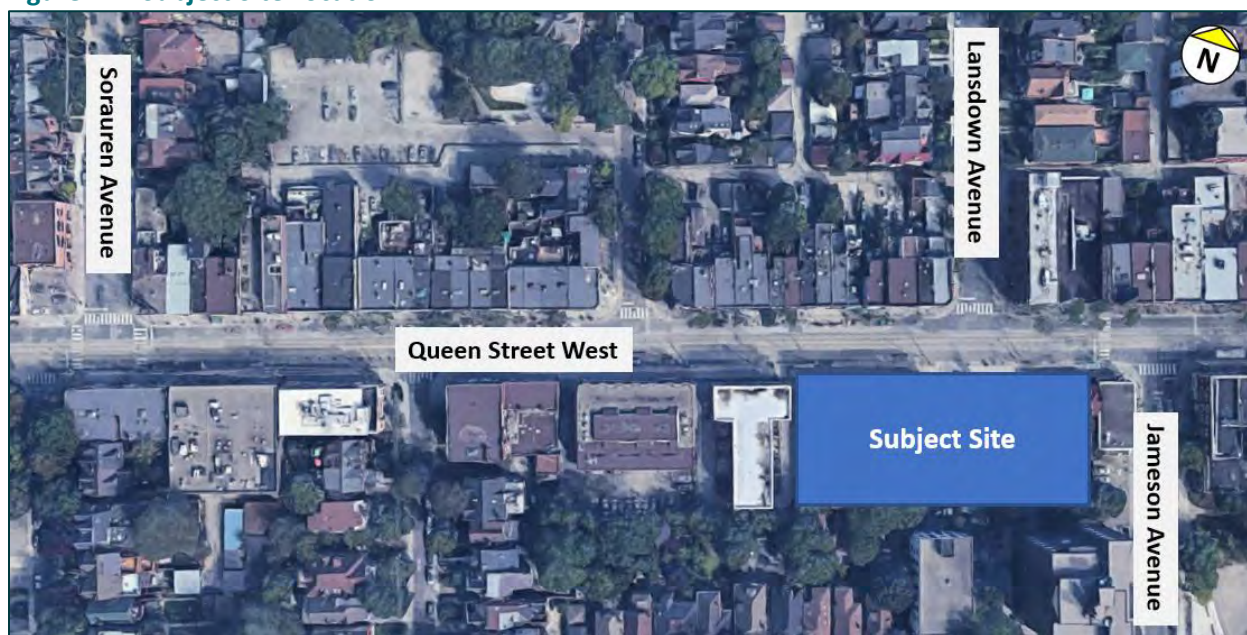 Sorauren Avenue
Lansdown Avenue
N
Queen Street West
Subject Site
Jameson Avenue